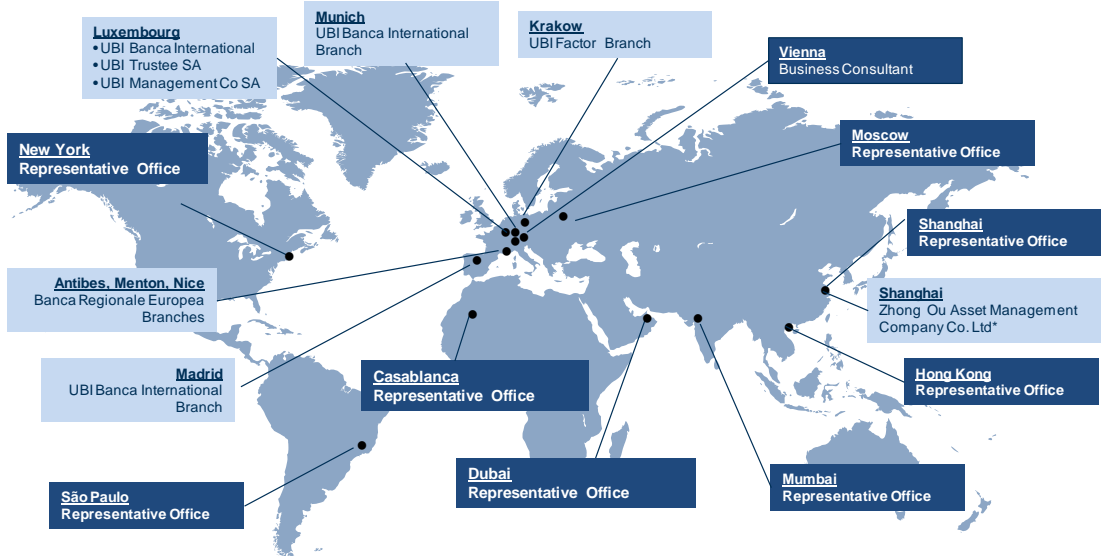 Luxembourg
• UBI Banca International
• UBI Trustee SA
• UBI Management Co SA
Munich
UBI Banca International
Branch
Krakow
UBI Factor Branch
Vienna
Business Consultant
New York
Representative Office
Moscow
Representative Office
Shanghai
Representative Office
Antibes, Menton, Nice
Banca Regionale Europea
Branches
Shanghai
Zhong Ou Asset Management
Company Co. Ltd*
Madrid
UBI Banca International
Branch
Casablanca
Representative Office
Hong Kong
Representative Office
Dubai
Representative Office
Mumbai
Representative Office
São Paulo
Representative Office